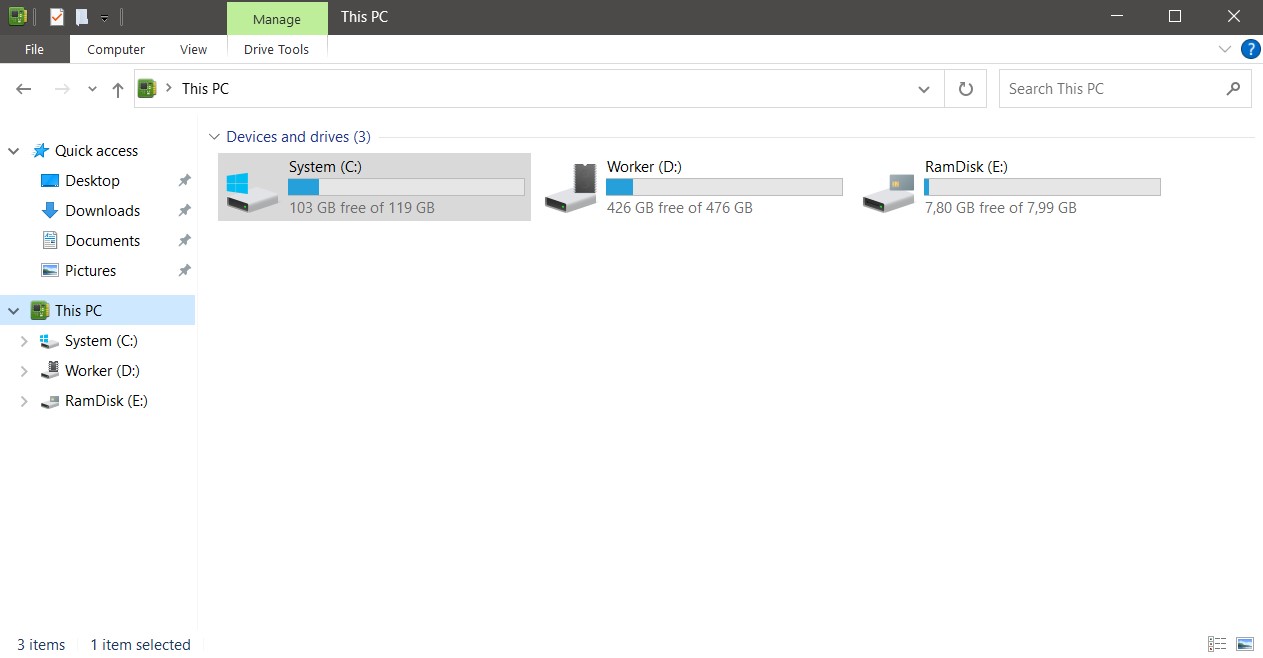 Manage
This PC
File
Computer
View
Drive Tools
?
This PC
Search This PC
Quick access
Desktop
Downloads
Documents
Pictures
This PC
System (C:)
Worker (D:)
RamDisk (E:)
Devices and drives (3)
System (C:)
103 GB free of 119 GB
Worker (D:)
426 GB free of 476 GB
RamDisk (E:)
7,80 GB free of 7,99 GB
3 items
1 item selected